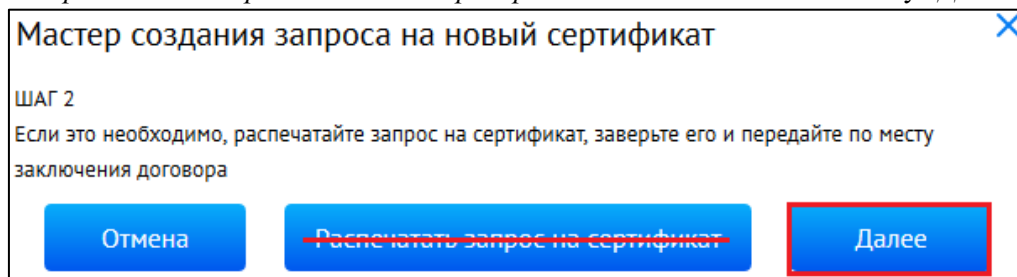 Мастер создания запроса на новый сертификат
ШАГ 2
Если это необходимо, распечатайте запрос на сертификат, заверьте его и передайте по месту
заключения договора
Отмена Распечатать запрос на сертификат Далее